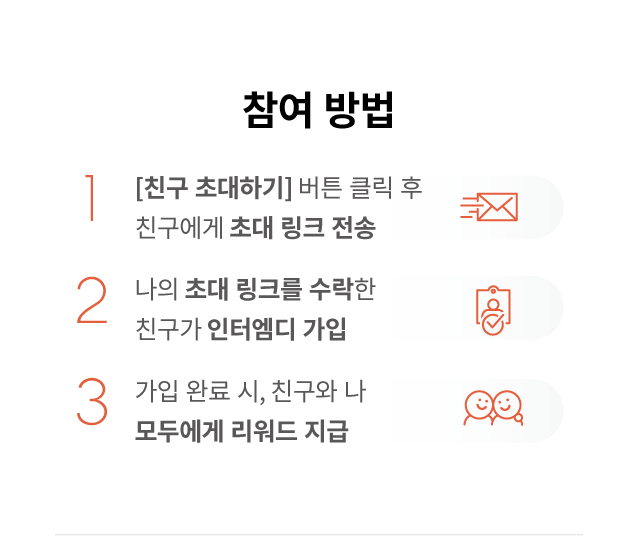 참여 방법
1
[친구 초대하기] 버튼 클릭 후
친구에게 초대 링크 전송
2
나의 초대 링크를 수락한
친구가 인터엠디 가입
3
가입 완료 시, 친구와 나
모두에게 리워드 지급